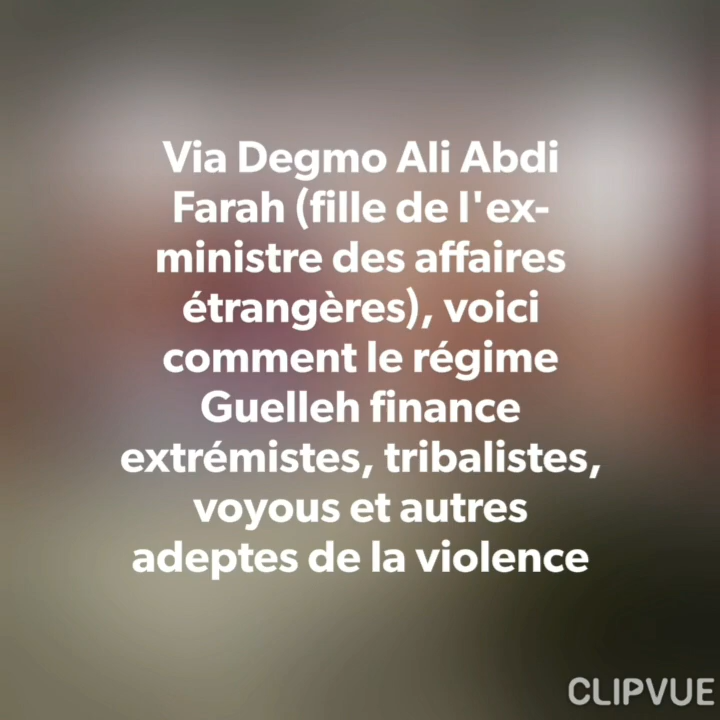 Via Degmo Ali Abdi
Farah (fille de l'ex-
ministre des affaires
étrangères), voici
comment le régime
Guelleh finance
extrémistes, tribalistes,
voyous et autres
adeptes de la violence
CLIPVUE